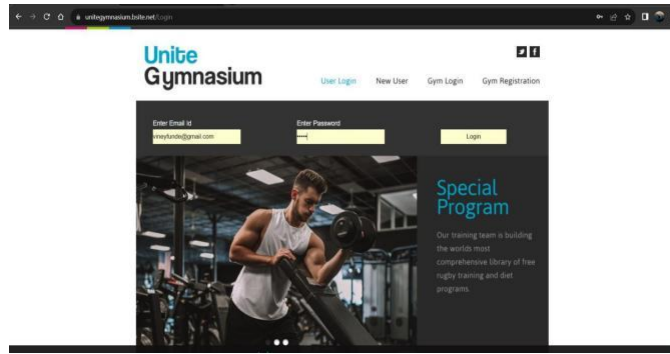 unitegymnasium.bsite.net/Login
Unite
Gymnasium
User Login New User Gym Login Gym Registration
Enter Email Id Enter Password
vineyfunde@gmail.com Login
Special
Program
Our training team is building
the worlds most
comprehensive library of free
rugby training and diet
programs.